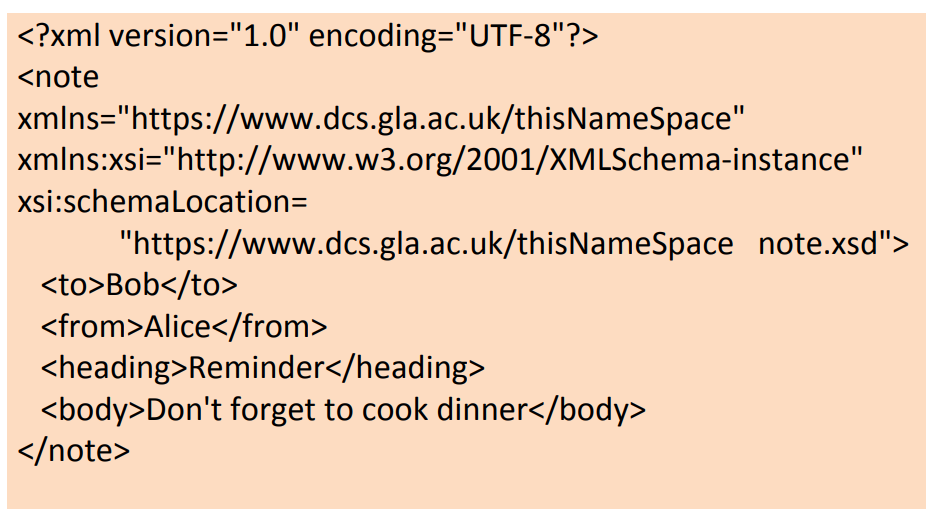 <?xml version="1.0" encoding="UTF-8"?>
<note
xmlns="https://www.dcs.gla.ac.uk/thisNameSpace"
xmlns:xsi="http://www.w3.org/2001/XMLSchema-instance"
xsi:schemaLocation=
"https://www.dcs.gla.ac.uk/thisNameSpace   note.xsd">
<to>Bob</to>
<from>Alice</from>
<heading>Reminder</heading>
<body>Don't forget to cook dinner</body>
</note>